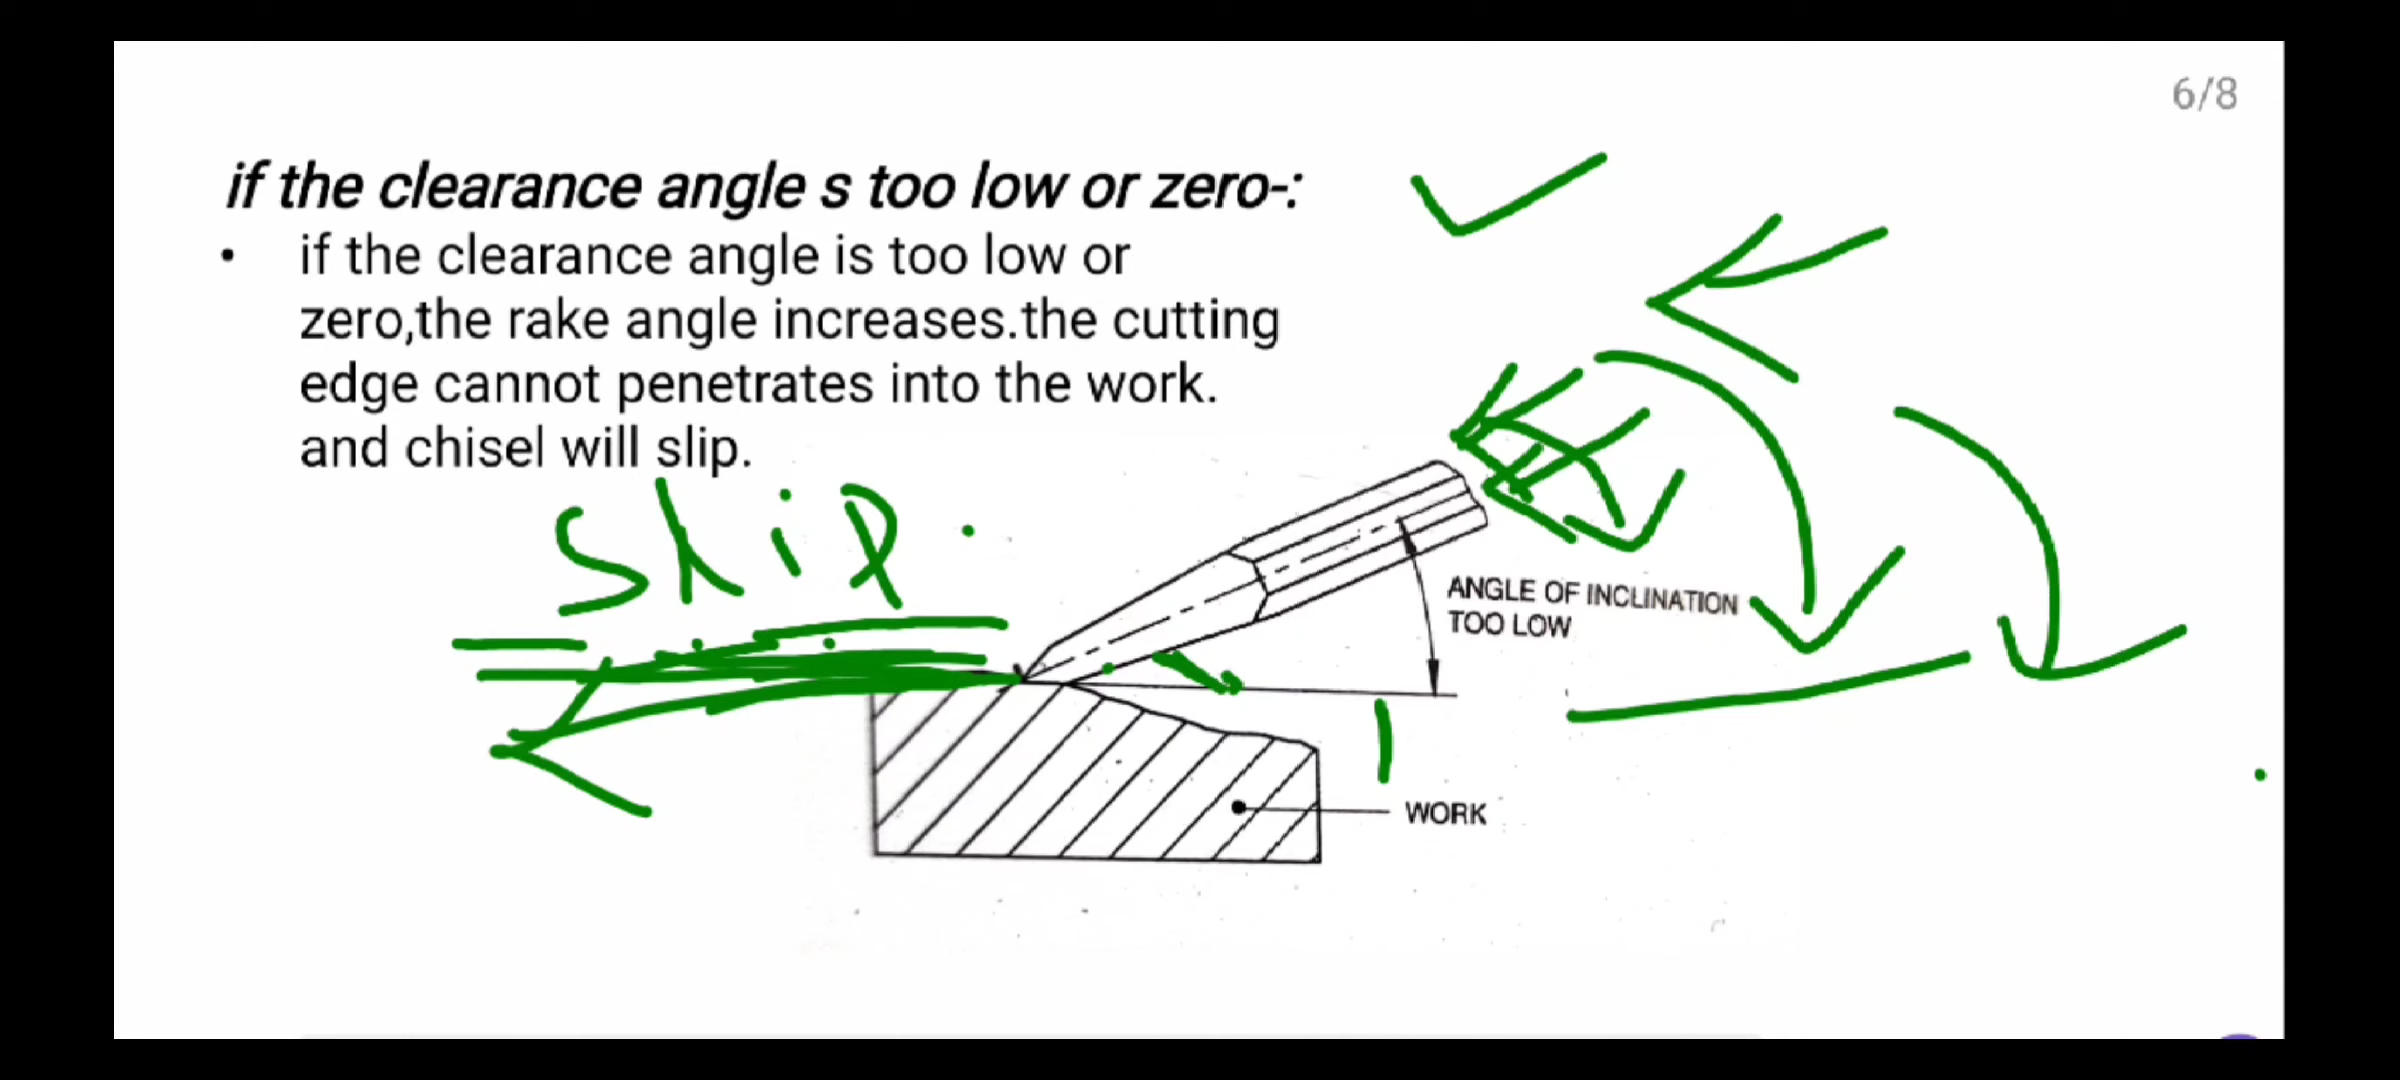 6/8
if the clearance angle s too low or zero-:
• if the clearance angle is too low or
zero,the rake angle increases.the cutting
edge cannot penetrates into the work.
and chisel will slip.
Slip.
ANGLE OF INCLINATION
TOO LOW
WORK